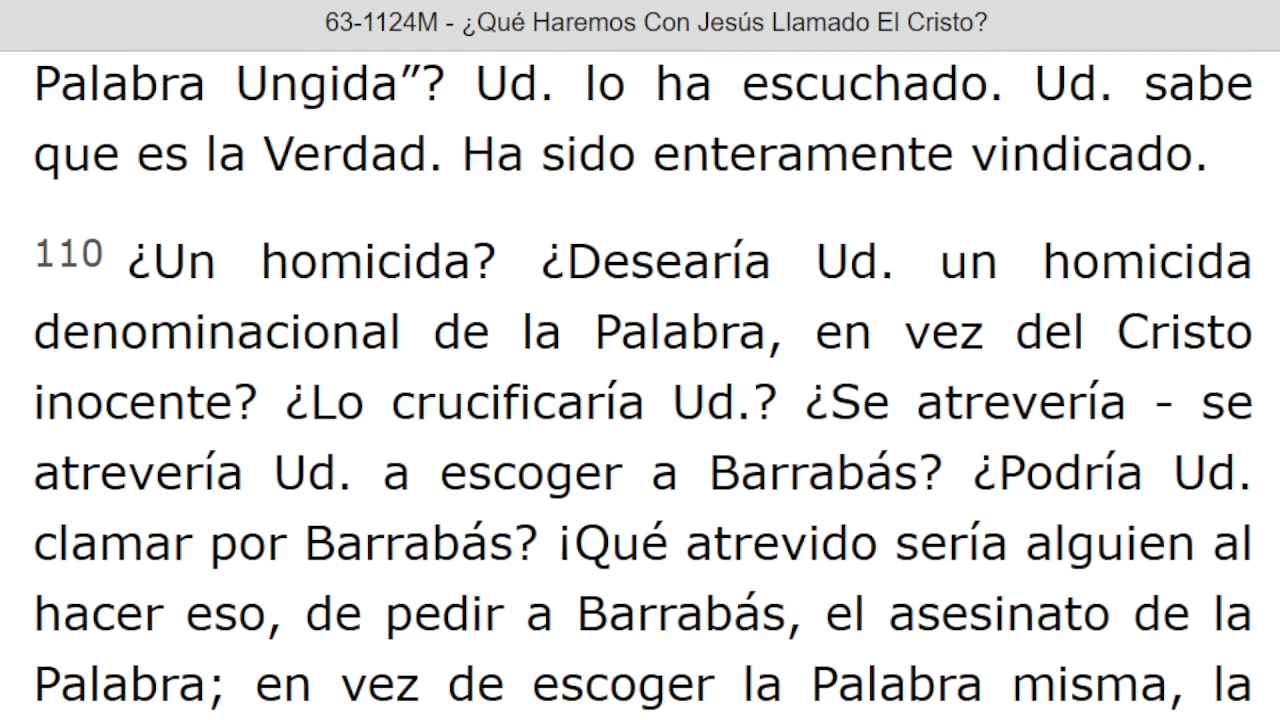 63-1124M - ¿Qué Haremos Con Jesús Llamado El Cristo?
Palabra Ungida”? Ud. lo ha escuchado. Ud. sabe
que es la Verdad. Ha sido enteramente vindicado.
110 ¿Un homicida? ¿Desearía Ud. un homicida
denominacional de la Palabra, en vez del Cristo
inocente? ¿Lo crucificaría Ud.? ¿Se atrevería - se
atrevería Ud. a escoger a Barrabás? ¿Podría Ud.
clamar por Barrabás? ¡Qué atrevido sería alguien al
hacer eso, de pedir a Barrabás, el asesinato de la
Palabra; en vez de escoger la Palabra misma, la